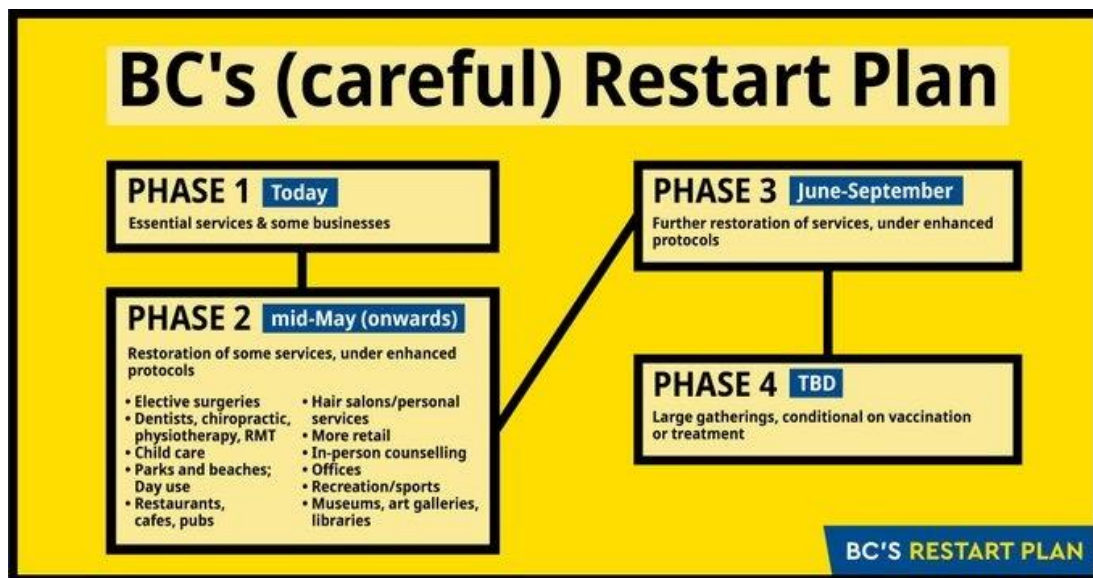 BC's (careful) Restart Plan
PHASE 1 Today
Essential services & some businesses
PHASE 2 mid-May (onwards)
Restoration of some services, under enhanced
protocols
• Elective surgeries
• Dentists, chiropractic,
physiotherapy, RMT
• Child care
• Parks and beaches;
Day use
• Restaurants,
cafes, pubs
• Hair salons/personal
services
• More retail
• In-person counselling
• Offices
• Recreation/sports
• Museums, art galleries,
libraries
PHASE 3 June-September
Further restoration of services, under enhanced
protocols
PHASE 4 TBD
Large gatherings, conditional on vaccination
or treatment
BC'S RESTART PLAN